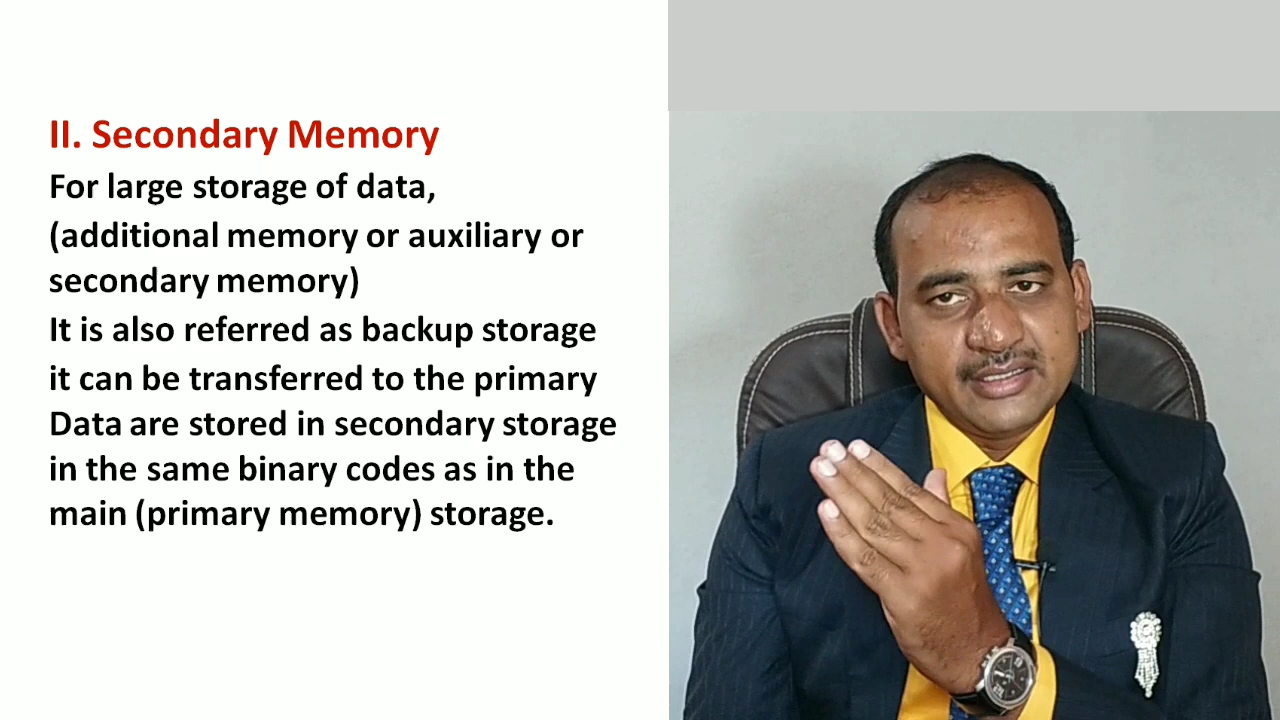 II. Secondary Memory
For large storage of data,
(additional memory or auxiliary or
secondary memory)
It is also referred as backup storage
it can be transferred to the primary
Data are stored in secondary storage
in the same binary codes as in the
main (primary memory) storage.